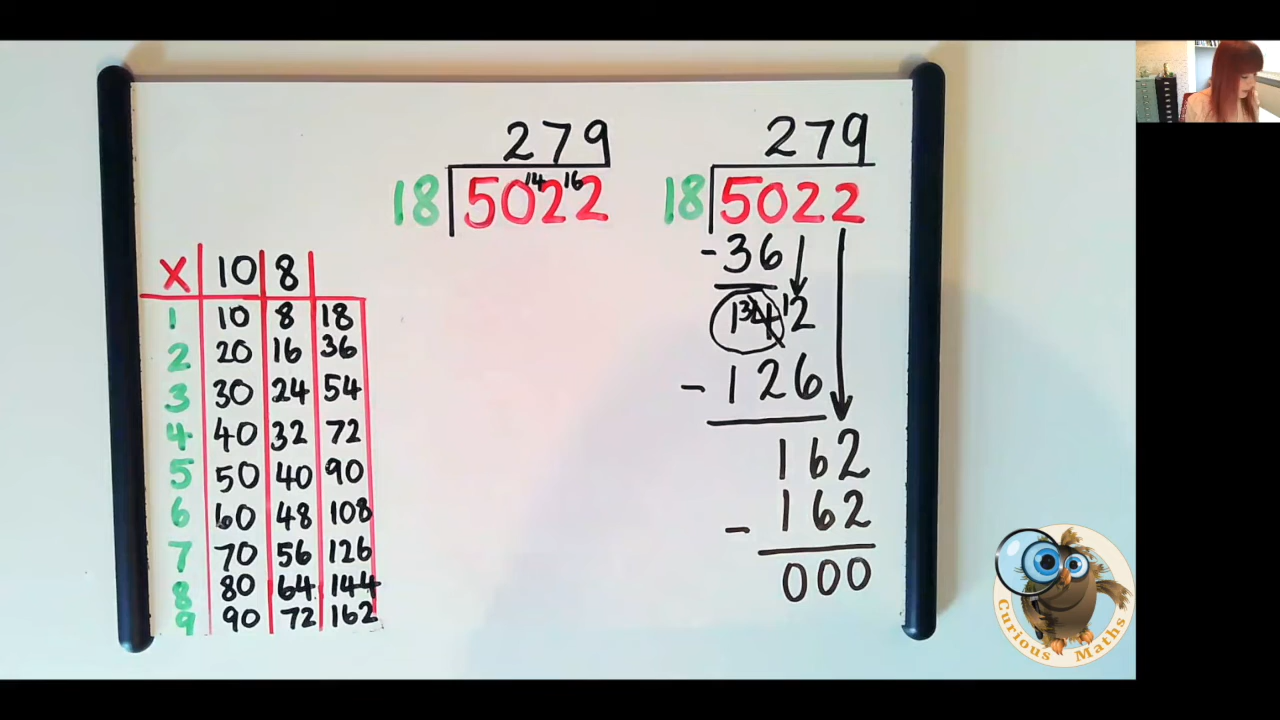 279
18 5022
14 16
X 10 8
1 10 8 18
2 20 16 36
3 30 24 54
4 40 32 72
5 50 40 90
6 60 48 108
7 70 56 126
8 80 64 144
9 90 72 162
279
18 5022
-36
13412
-126
162
-162
000
Curious Maths